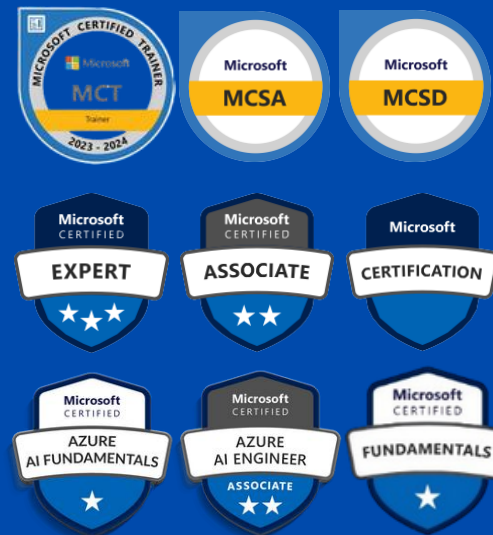 MICROSOFT CERTIFIED TRAINER
Microsoft
MCT
Trainer
2023 - 2024
Microsoft
MCSA
Microsoft
MCSD
Microsoft
CERTIFIED
EXPERT
Microsoft
CERTIFIED
ASSOCIATE
Microsoft
CERTIFICATION
Microsoft
CERTIFIED
AZURE
AI FUNDAMENTALS
Microsoft
CERTIFIED
AZURE
AI ENGINEER
ASSOCIATE
Microsoft
CERTIFIED
FUNDAMENTALS